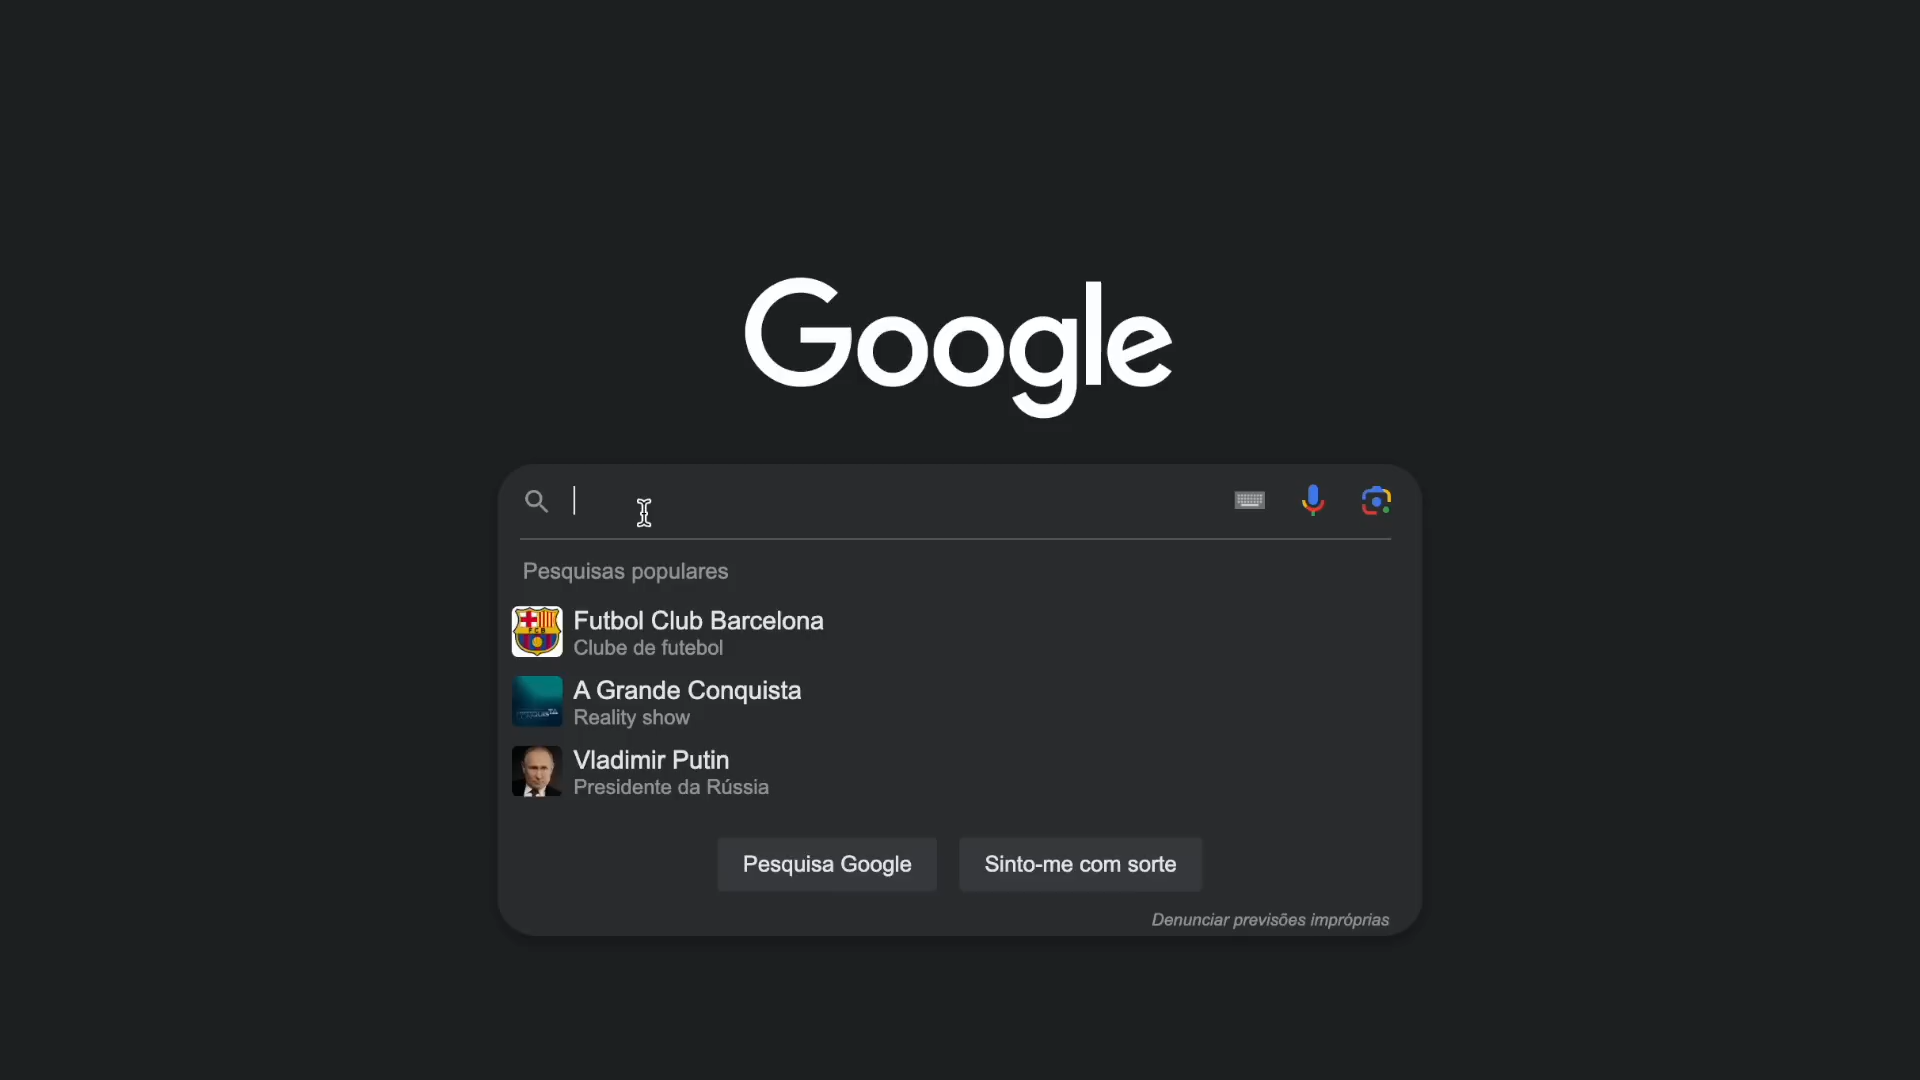 Google
Pesquisas populares
Futbol Club Barcelona
Clube de futebol
A Grande Conquista
Reality show
Vladimir Putin
Presidente da Rússia
Pesquisa Google
Sinto-me com sorte
Denunciar previsões impróprias